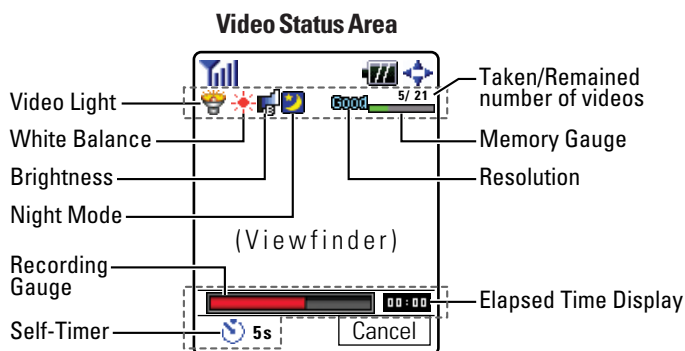 Video Status Area
Video Light
White Balance
Brightness
Night Mode
Recording
Gauge
Self-Timer
Good
5/ 21
B
(Viewfinder)
00:00
5s
Cancel
Taken/Remained
number of videos
Memory Gauge
Resolution
Elapsed Time Display